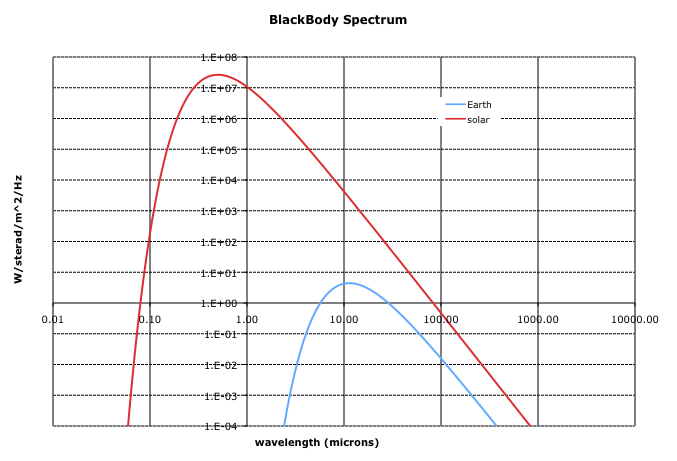 BlackBody Spectrum
1.E+08
1.E+07
Earth
1.E+06
solar
1.E+05
1.E+04
1.E+03
W/sterad/m^2/Hz
1.E+02
1.E+01
1.E+00
0.01 0.10 1.00 10.00 100.00 1000.00 10000.00
1.E-01
1.E-02
1.E-03
1.E-04
wavelength (microns)